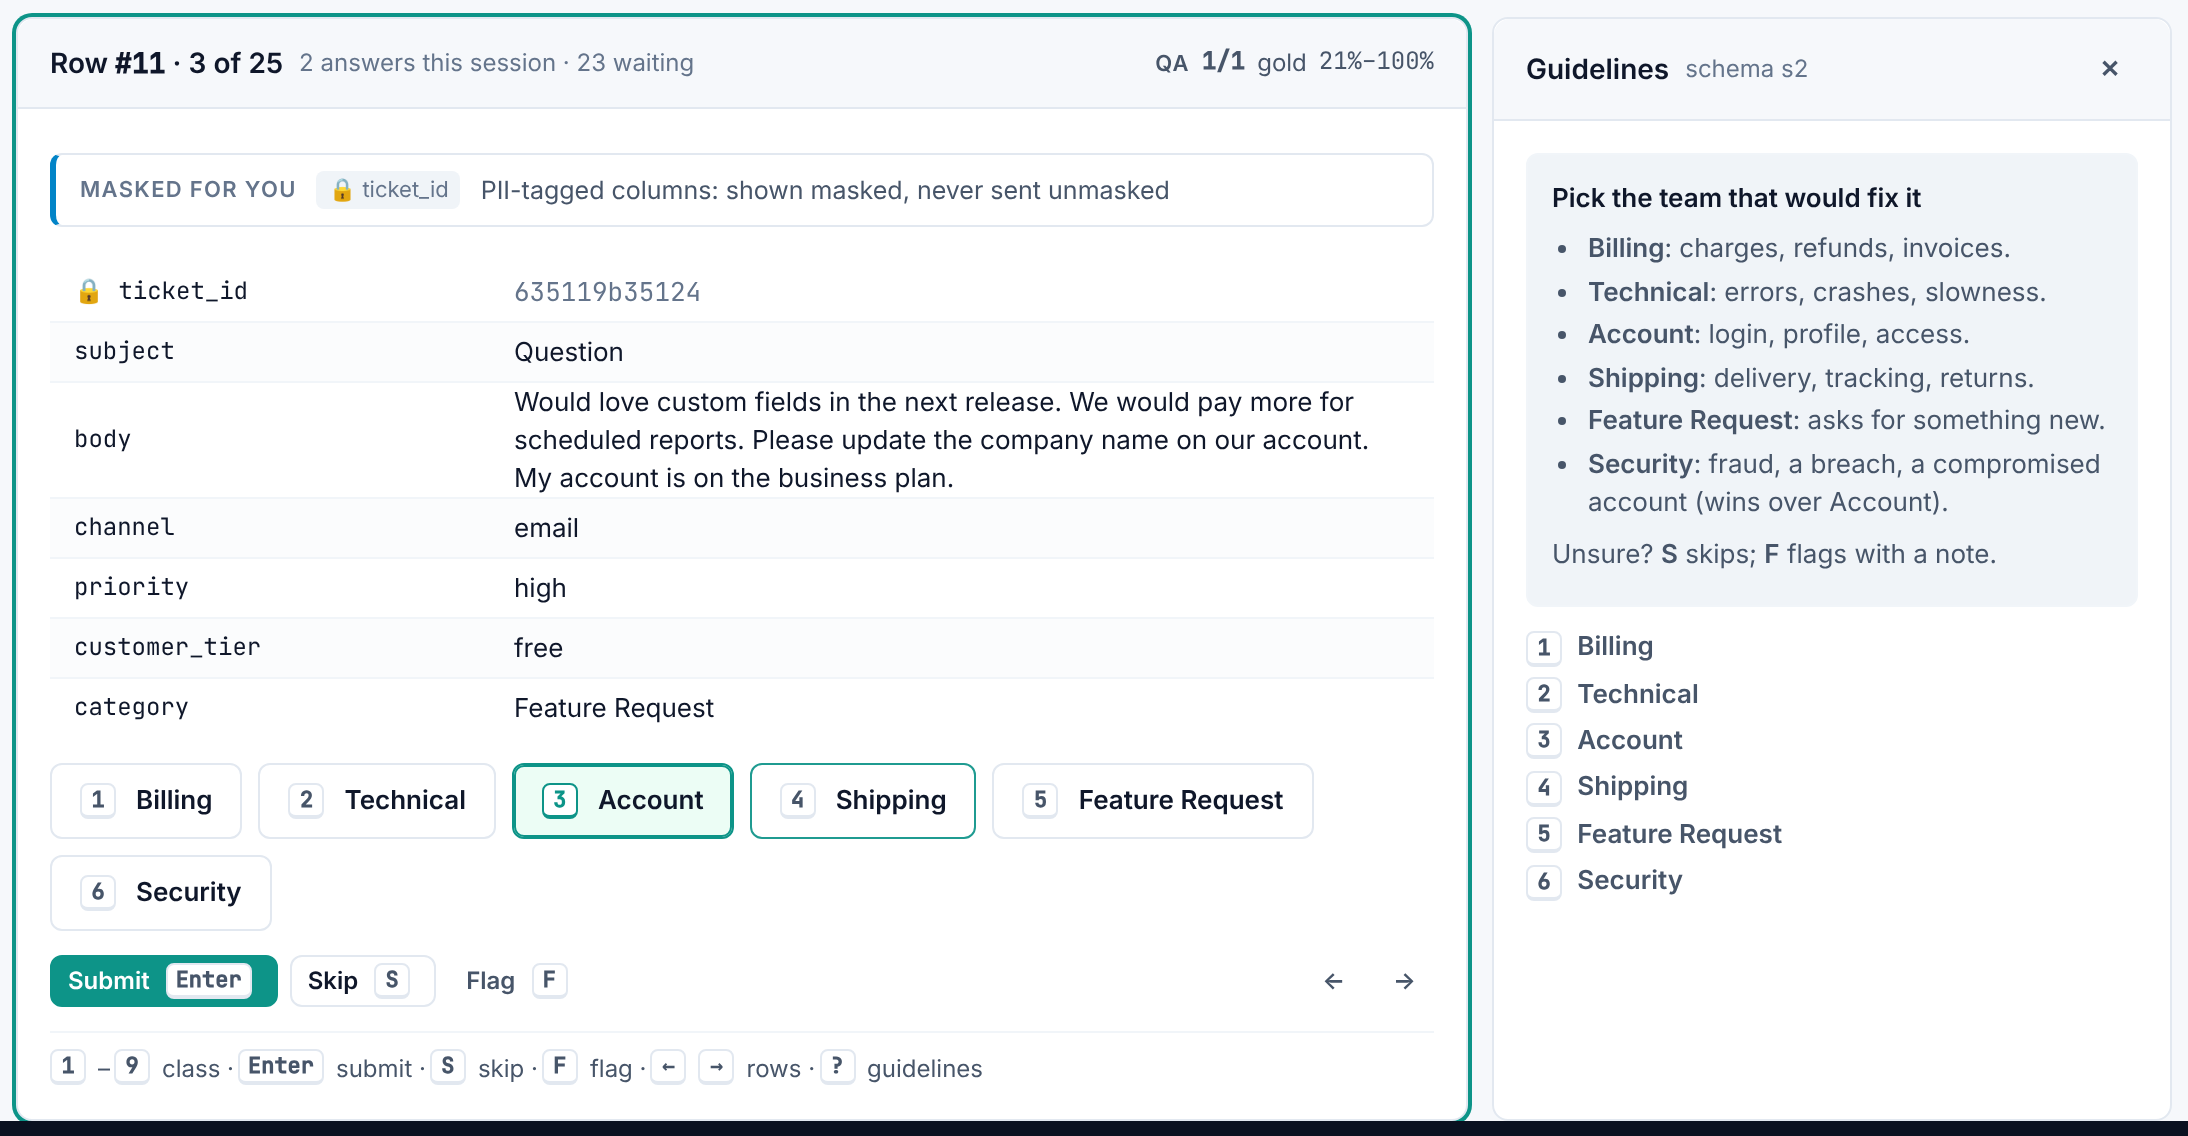 Row #11 · 3 of 25 2 answers this session · 23 waiting QA 1/1 gold 21%–100%
MASKED FOR YOU 🔒 ticket_id PII-tagged columns: shown masked, never sent unmasked
🔒 ticket_id 635119b35124
subject Question
body Would love custom fields in the next release. We would pay more for
scheduled reports. Please update the company name on our account.
My account is on the business plan.
channel email
priority high
customer_tier free
category Feature Request
1 Billing 2 Technical 3 Account 4 Shipping 5 Feature Request
6 Security
Submit Enter Skip S Flag F ← →
1 – 9 class · Enter submit · S skip · F flag · ← → rows · ? guidelines
Guidelines schema s2 ×
Pick the team that would fix it
• Billing: charges, refunds, invoices.
• Technical: errors, crashes, slowness.
• Account: login, profile, access.
• Shipping: delivery, tracking, returns.
• Feature Request: asks for something new.
• Security: fraud, a breach, a compromised
account (wins over Account).
Unsure? S skips; F flags with a note.
1 Billing
2 Technical
3 Account
4 Shipping
5 Feature Request
6 Security